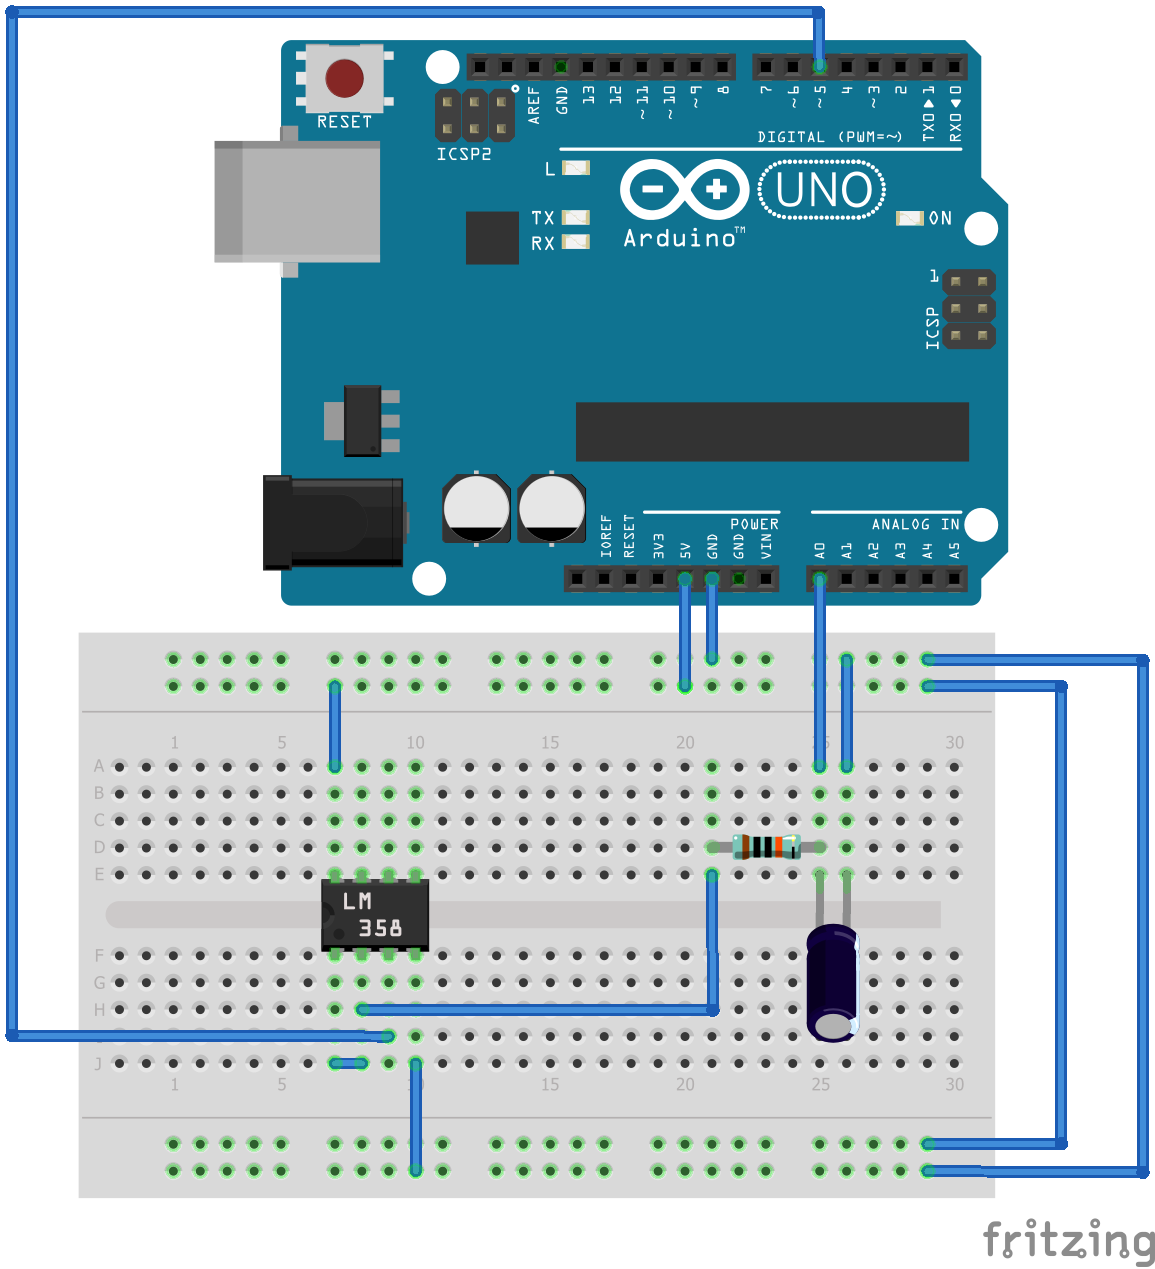 RESET
ICSP2
AREF
GND
13
12
~11
~10
~9
8
7
~6
~5
4
~3
2
TX0 1
RX0 0
DIGITAL (PWM=~)
L
TX
RX
UNO
Arduino™
ON
1
ICSP
POWER
ANALOG IN
IOREF
RESET
3V3
5V
GND
GND
VIN
A0
A1
A2
A3
A4
A5
1 5 10 15 20 25 30
A
B
C
D
E
LM
358
F
G
H
J
1 5 10 15 20 25 30
fritzing